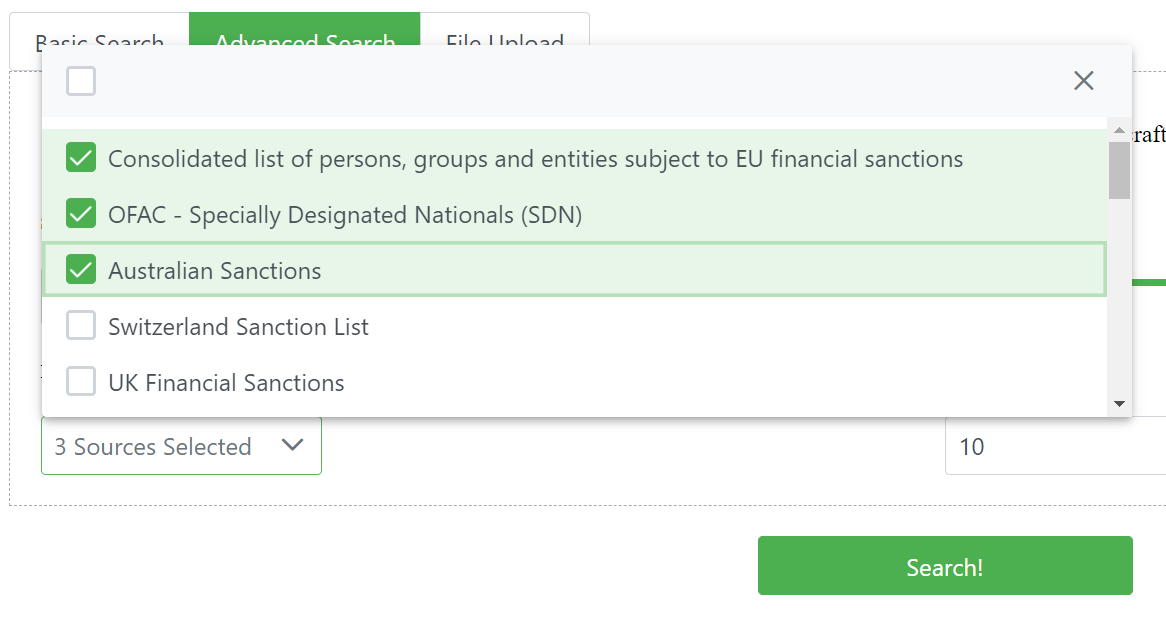 Basic Search
Advanced Search
File Upload
craft
Consolidated list of persons, groups and entities subject to EU financial sanctions
OFAC - Specially Designated Nationals (SDN)
Australian Sanctions
Switzerland Sanction List
UK Financial Sanctions
3 Sources Selected
10
Search!